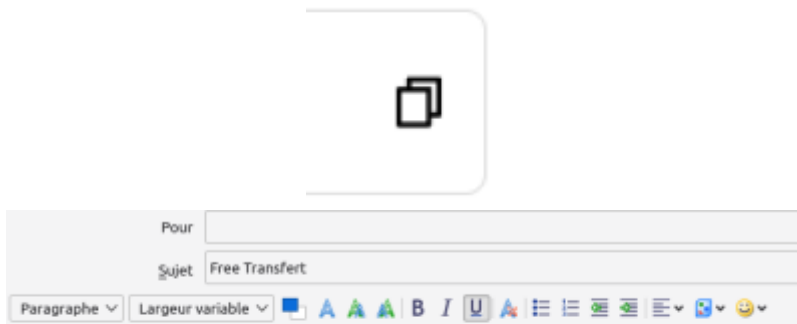 Pour
Sujet Free Transfert
Paragraphe Largeur variable A A A B I U A